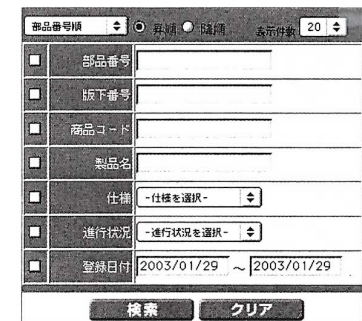 部品番号順 昇順 降順 表示件数 20
部品番号
版下番号
商品コード
製品名
仕様 -仕様を選択-
進行状況 -進行状況を選択-
登録日付 2003/01/29 ~ 2003/01/29
検索 クリア